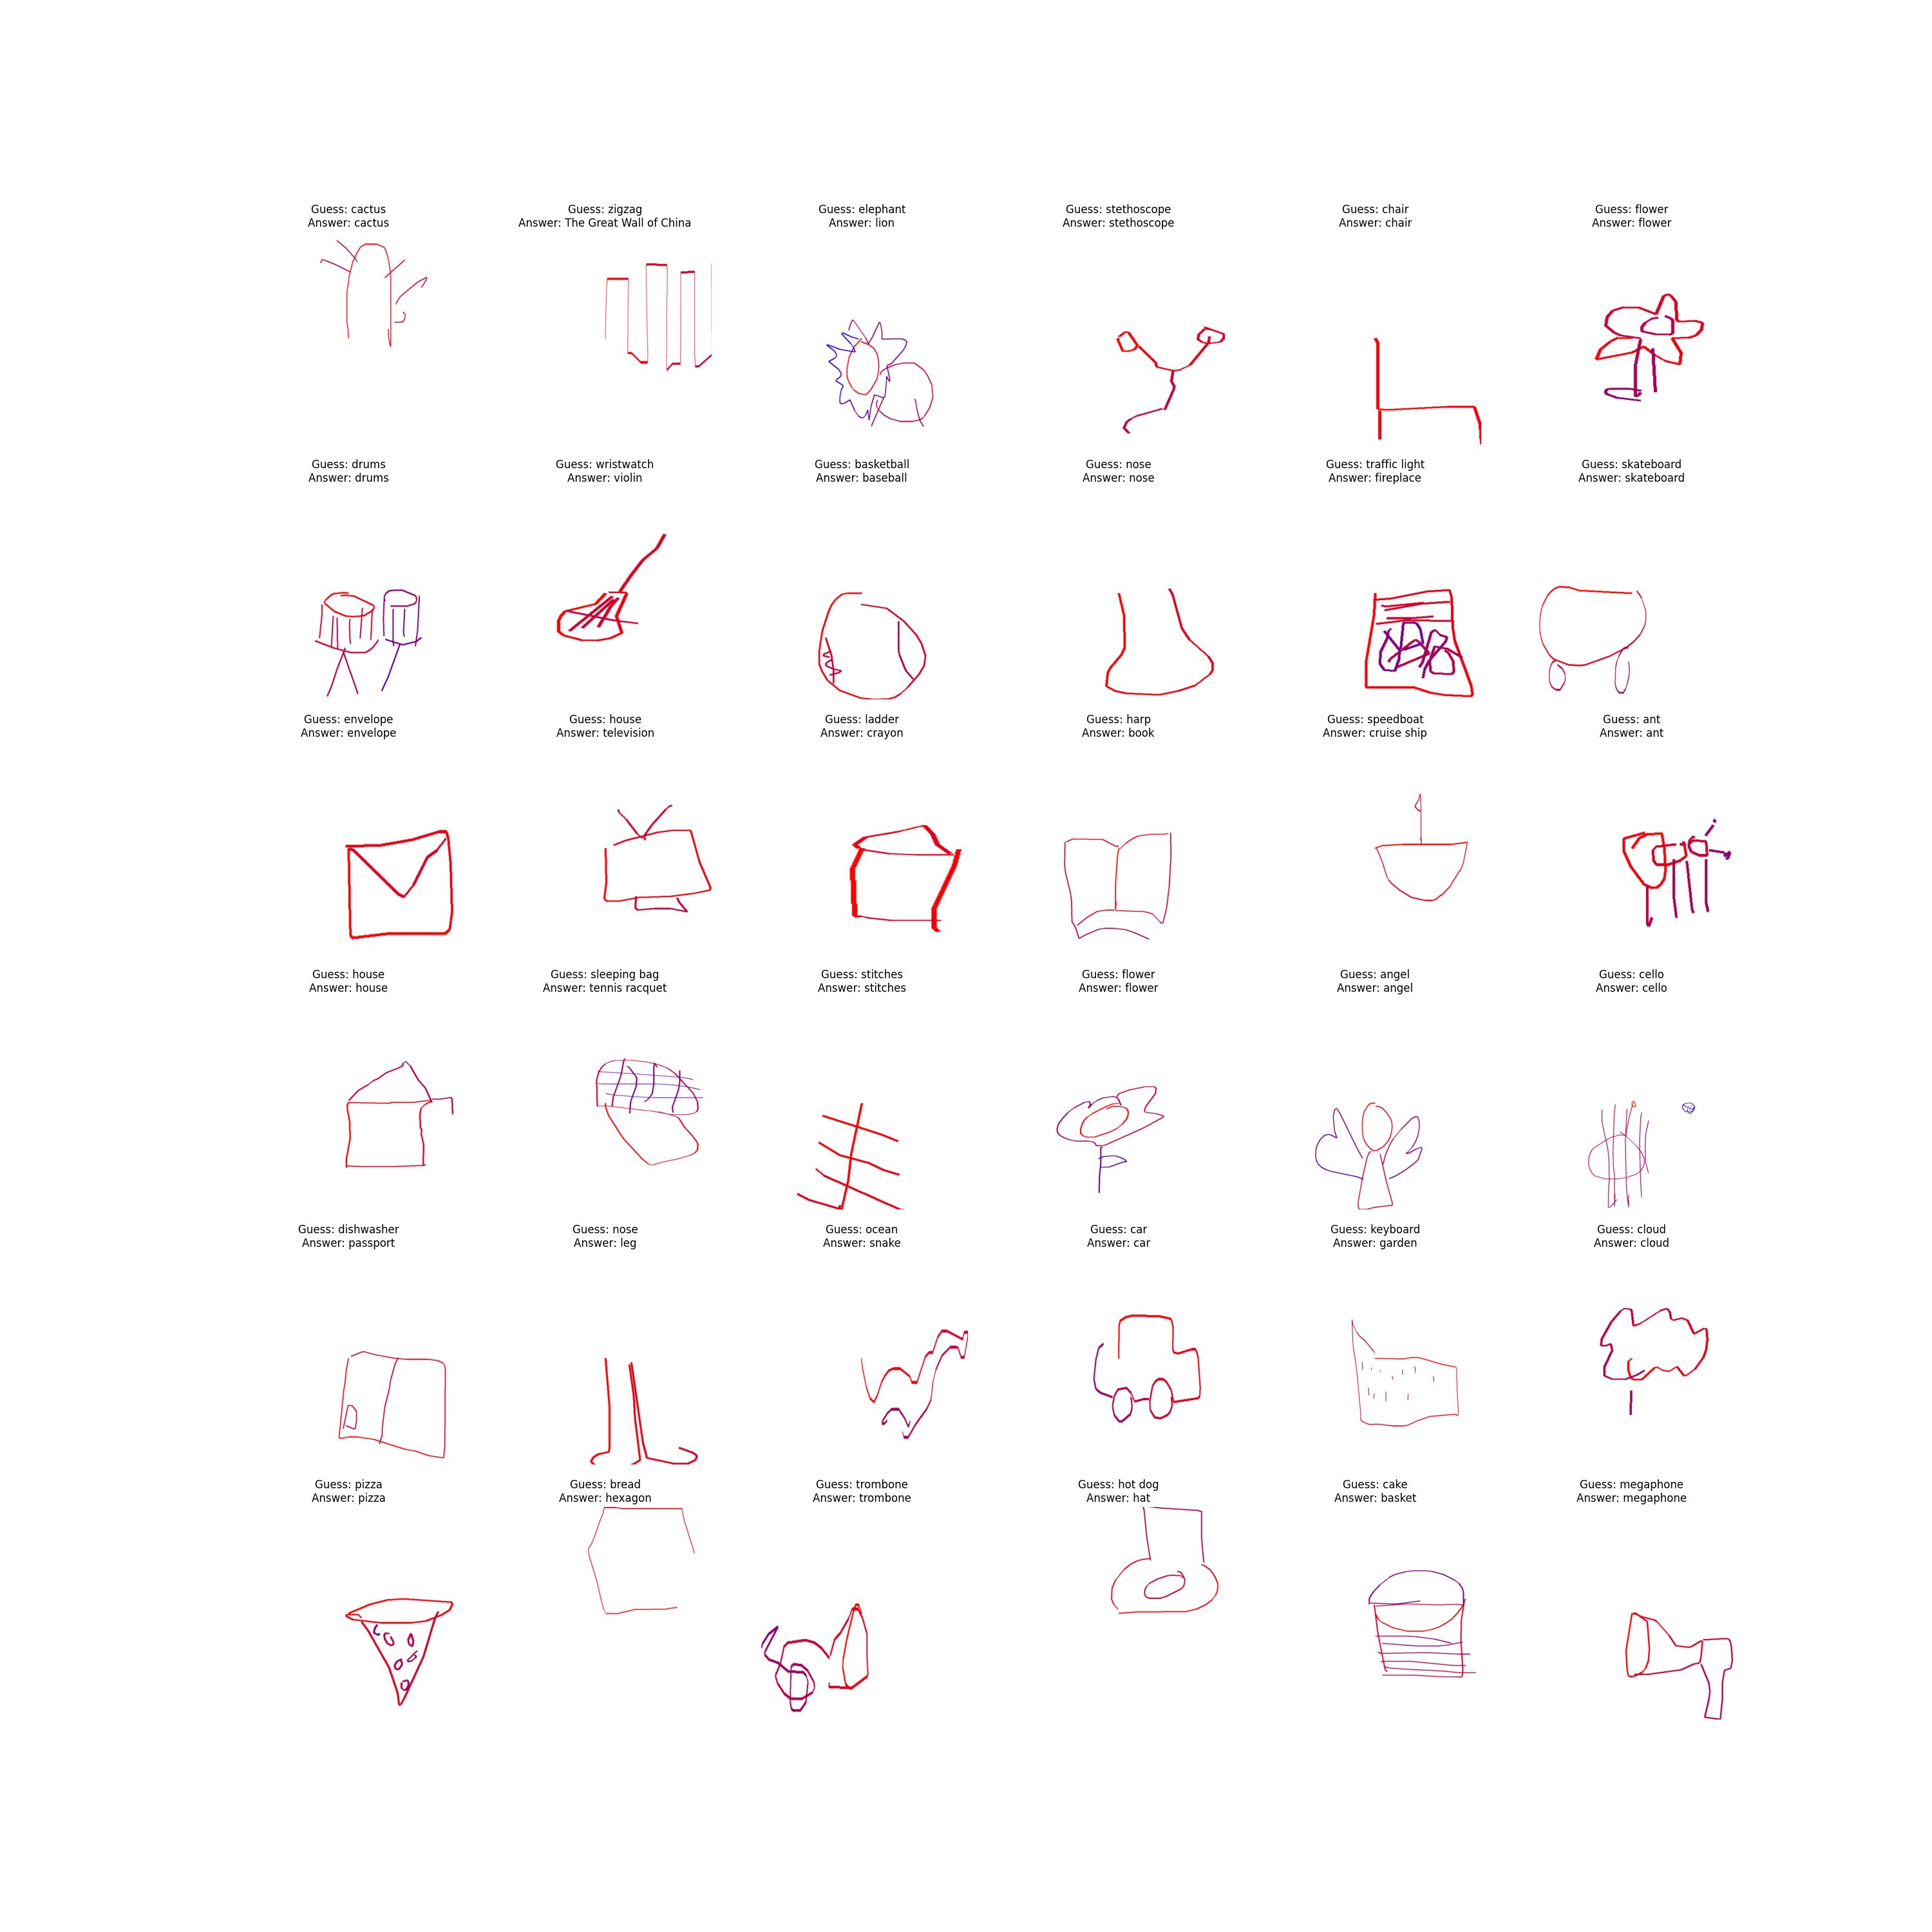 Guess: cactus
Answer: cactus
Guess: zigzag
Answer: The Great Wall of China
Guess: elephant
Answer: lion
Guess: stethoscope
Answer: stethoscope
Guess: chair
Answer: chair
Guess: flower
Answer: flower
Guess: drums
Answer: drums
Guess: wristwatch
Answer: violin
Guess: basketball
Answer: baseball
Guess: nose
Answer: nose
Guess: traffic light
Answer: fireplace
Guess: skateboard
Answer: skateboard
Guess: envelope
Answer: envelope
Guess: house
Answer: television
Guess: ladder
Answer: crayon
Guess: harp
Answer: book
Guess: speedboat
Answer: cruise ship
Guess: ant
Answer: ant
Guess: house
Answer: house
Guess: sleeping bag
Answer: tennis racquet
Guess: stitches
Answer: stitches
Guess: flower
Answer: flower
Guess: angel
Answer: angel
Guess: cello
Answer: cello
Guess: dishwasher
Answer: passport
Guess: nose
Answer: leg
Guess: ocean
Answer: snake
Guess: car
Answer: car
Guess: keyboard
Answer: garden
Guess: cloud
Answer: cloud
Guess: pizza
Answer: pizza
Guess: bread
Answer: hexagon
Guess: trombone
Answer: trombone
Guess: hot dog
Answer: hat
Guess: cake
Answer: basket
Guess: megaphone
Answer: megaphone